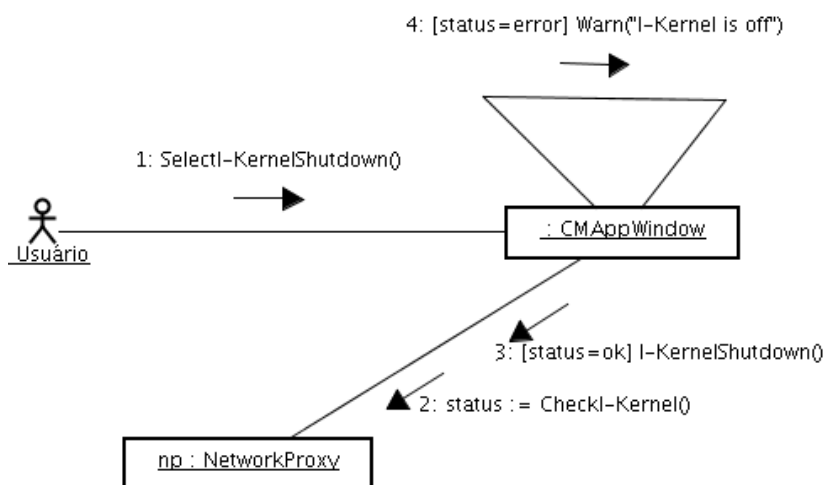 4: [status=error] Warn("I-Kernel is off")
1: SelectI-KernelShutdown()
Usuário
: CMAppWindow
3: [status=ok] I-KernelShutdown()
2: status := CheckI-Kernel()
np : NetworkProxy